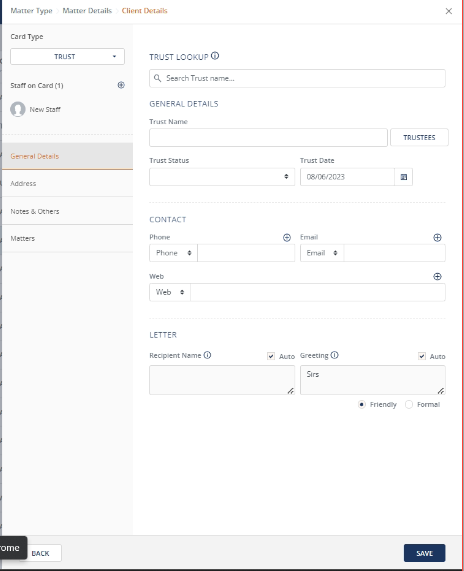 Matter Type Matter Details Client Details
Card Type
TRUST
Staff on Card (1)
New Staff
General Details
Address
Notes & Others
Matters
TRUST LOOKUP
Search Trust name...
GENERAL DETAILS
Trust Name
TRUSTEES
Trust Status Trust Date
08/06/2023
CONTACT
Phone Email
Phone Email
Web
Web
LETTER
Recipient Name Auto Greeting Auto
Sirs
Friendly Formal
ome
BACK SAVE